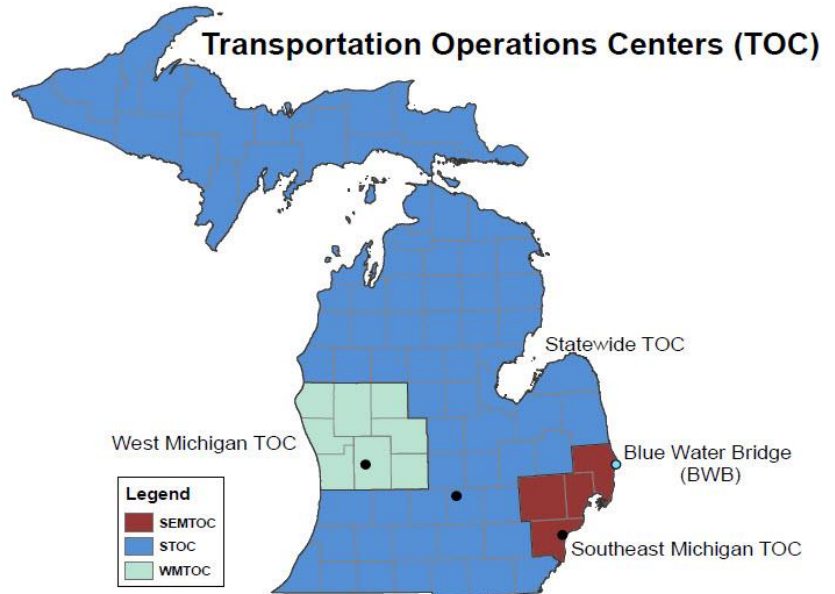 Transportation Operations Centers (TOC)
Statewide TOC
West Michigan TOC
Blue Water Bridge
(BWB)
Legend
SEMTOC
STOC
WMTOC
Southeast Michigan TOC